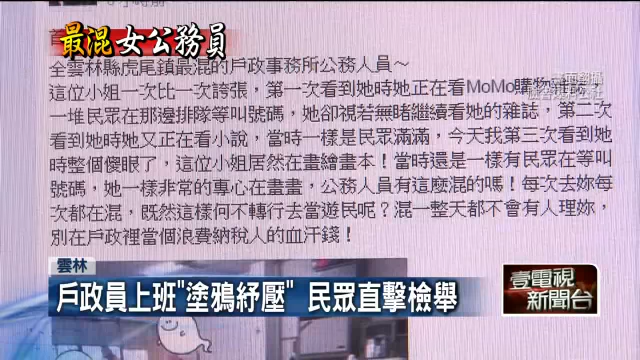 最混女公務員
全雲林縣虎尾鎮最混的戶政事務所公務人員～
這位小姐一次比一次誇張，第一次看到她時她正在看MoMo購物
一堆民眾在那邊排隊等叫號碼，她卻視若無睹繼續看她的雜誌，第二次
看到她時她又正在看小說，當時一樣是民眾滿滿，今天我第三次看到她
時整個傻眼了，這位小姐居然在畫繪畫本！當時還是一樣有民眾在等叫
號碼，她一樣非常的專心在畫畫，公務人員有這麼混的嗎！每次去妳每
次都在混，既然這樣何不轉行去當遊民呢？混一整天都不會有人理妳，
別在戶政裡當個浪費納稅人的血汗錢！
雲林
戶政員上班"塗鴉紓壓" 民眾直擊檢舉
壹電視
新聞台